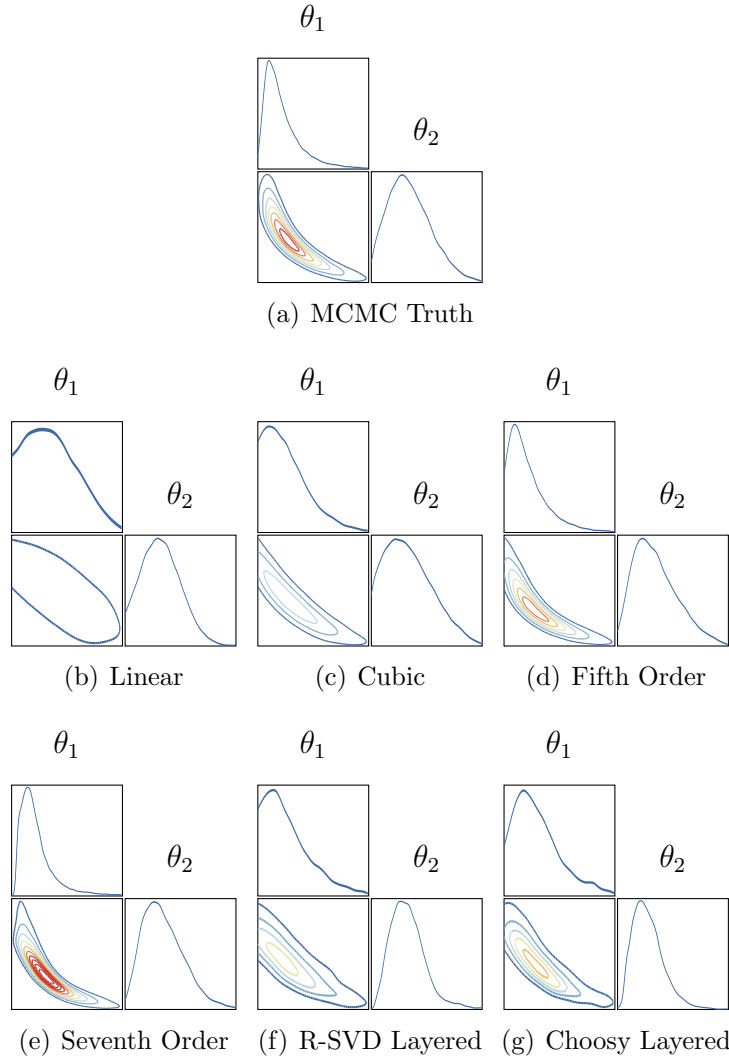 θ₁
θ₂
(a) MCMC Truth
θ₁ θ₁ θ₁
θ₂ θ₂ θ₂
(b) Linear (c) Cubic (d) Fifth Order
θ₁ θ₁ θ₁
θ₂ θ₂ θ₂
(e) Seventh Order (f) R-SVD Layered (g) Choosy Layered